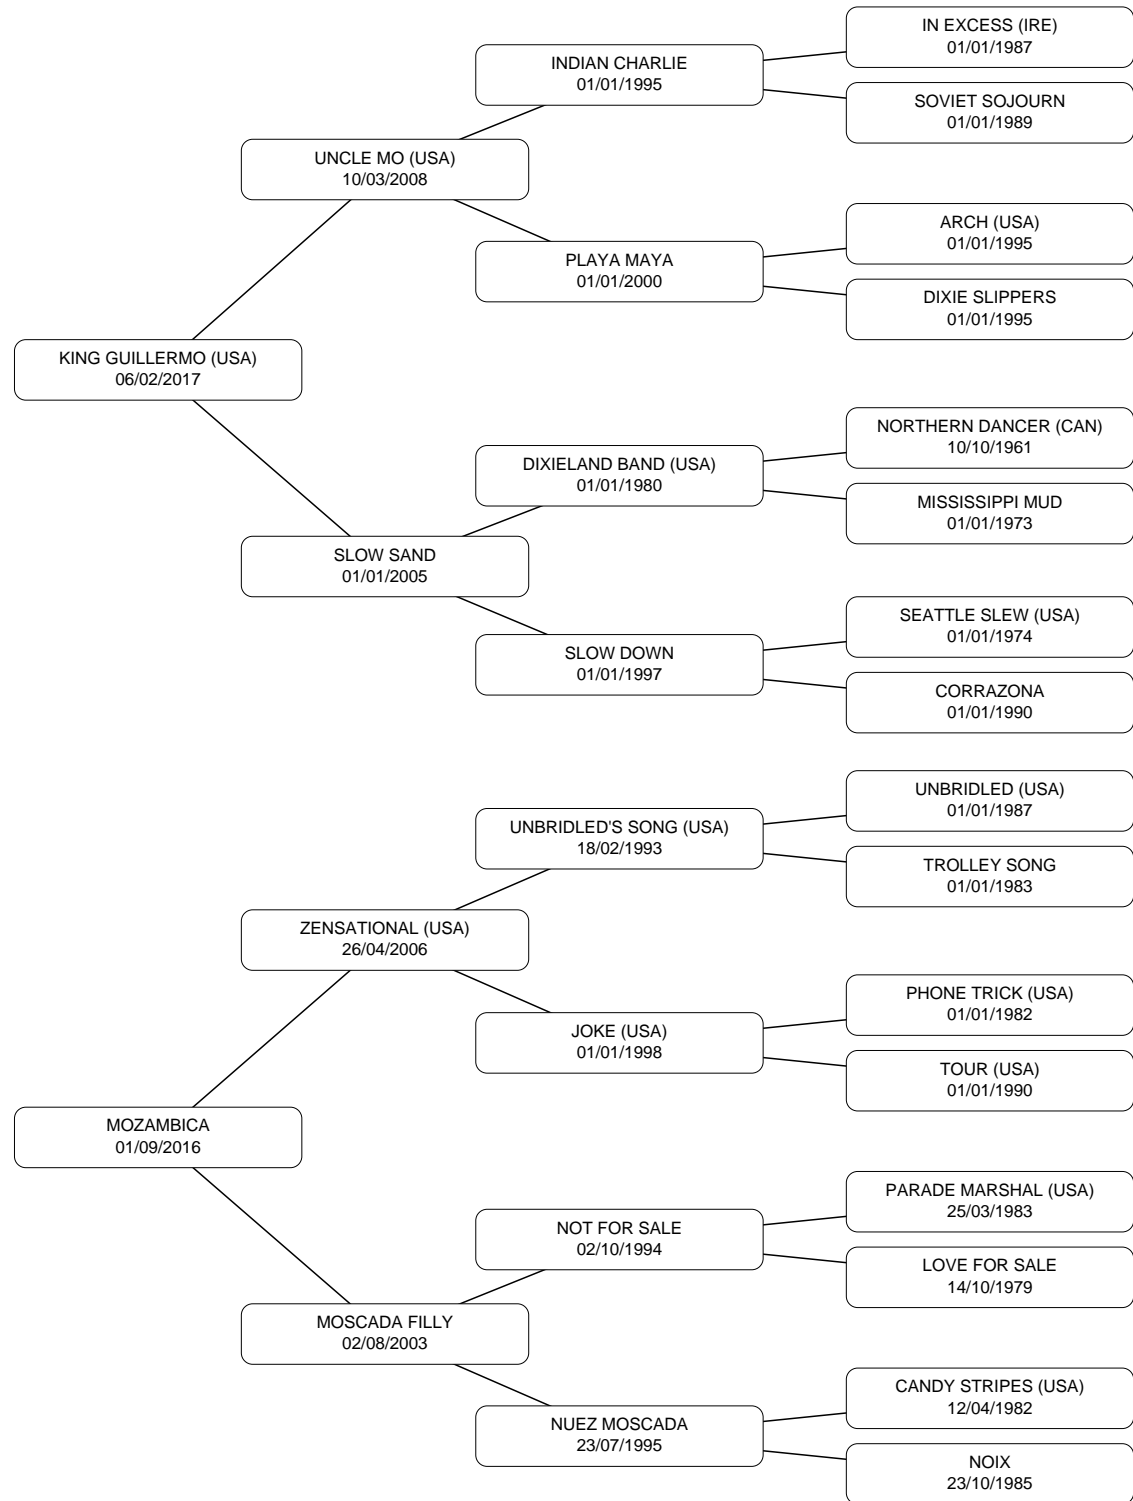 IN EXCESS (IRE)
01/01/1987
INDIAN CHARLIE
01/01/1995
SOVIET SOJOURN
01/01/1989
UNCLE MO (USA)
10/03/2008
ARCH (USA)
01/01/1995
PLAYA MAYA
01/01/2000
DIXIE SLIPPERS
01/01/1995
KING GUILLERMO (USA)
06/02/2017
NORTHERN DANCER (CAN)
10/10/1961
DIXIELAND BAND (USA)
01/01/1980
MISSISSIPPI MUD
01/01/1973
SLOW SAND
01/01/2005
SEATTLE SLEW (USA)
01/01/1974
SLOW DOWN
01/01/1997
CORRAZONA
01/01/1990
UNBRIDLED (USA)
01/01/1987
UNBRIDLED'S SONG (USA)
18/02/1993
TROLLEY SONG
01/01/1983
ZENSATIONAL (USA)
26/04/2006
PHONE TRICK (USA)
01/01/1982
JOKE (USA)
01/01/1998
TOUR (USA)
01/01/1990
MOZAMBICA
01/09/2016
PARADE MARSHAL (USA)
25/03/1983
NOT FOR SALE
02/10/1994
LOVE FOR SALE
14/10/1979
MOSCADA FILLY
02/08/2003
CANDY STRIPES (USA)
12/04/1982
NUEZ MOSCADA
23/07/1995
NOIX
23/10/1985